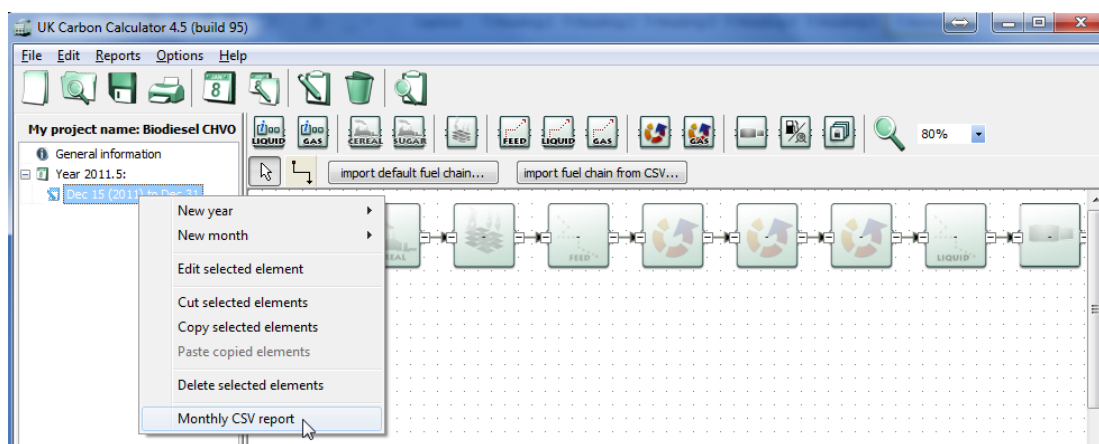 UK Carbon Calculator 4.5 (build 95)
File Edit Reports Options Help
JAN
8
8
My project name: Biodiesel CHVO
LIQUID GAS CEREAL SUGAR FEED LIQUID GAS GAS 80%
General information
import default fuel chain... import fuel chain from CSV...
Year 2011.5:
Dec 15 (2011) to Dec 31
New year
New month
Edit selected element
Cut selected elements
Copy selected elements
Paste copied elements
Delete selected elements
Monthly CSV report
EREAL FEED LIQUID